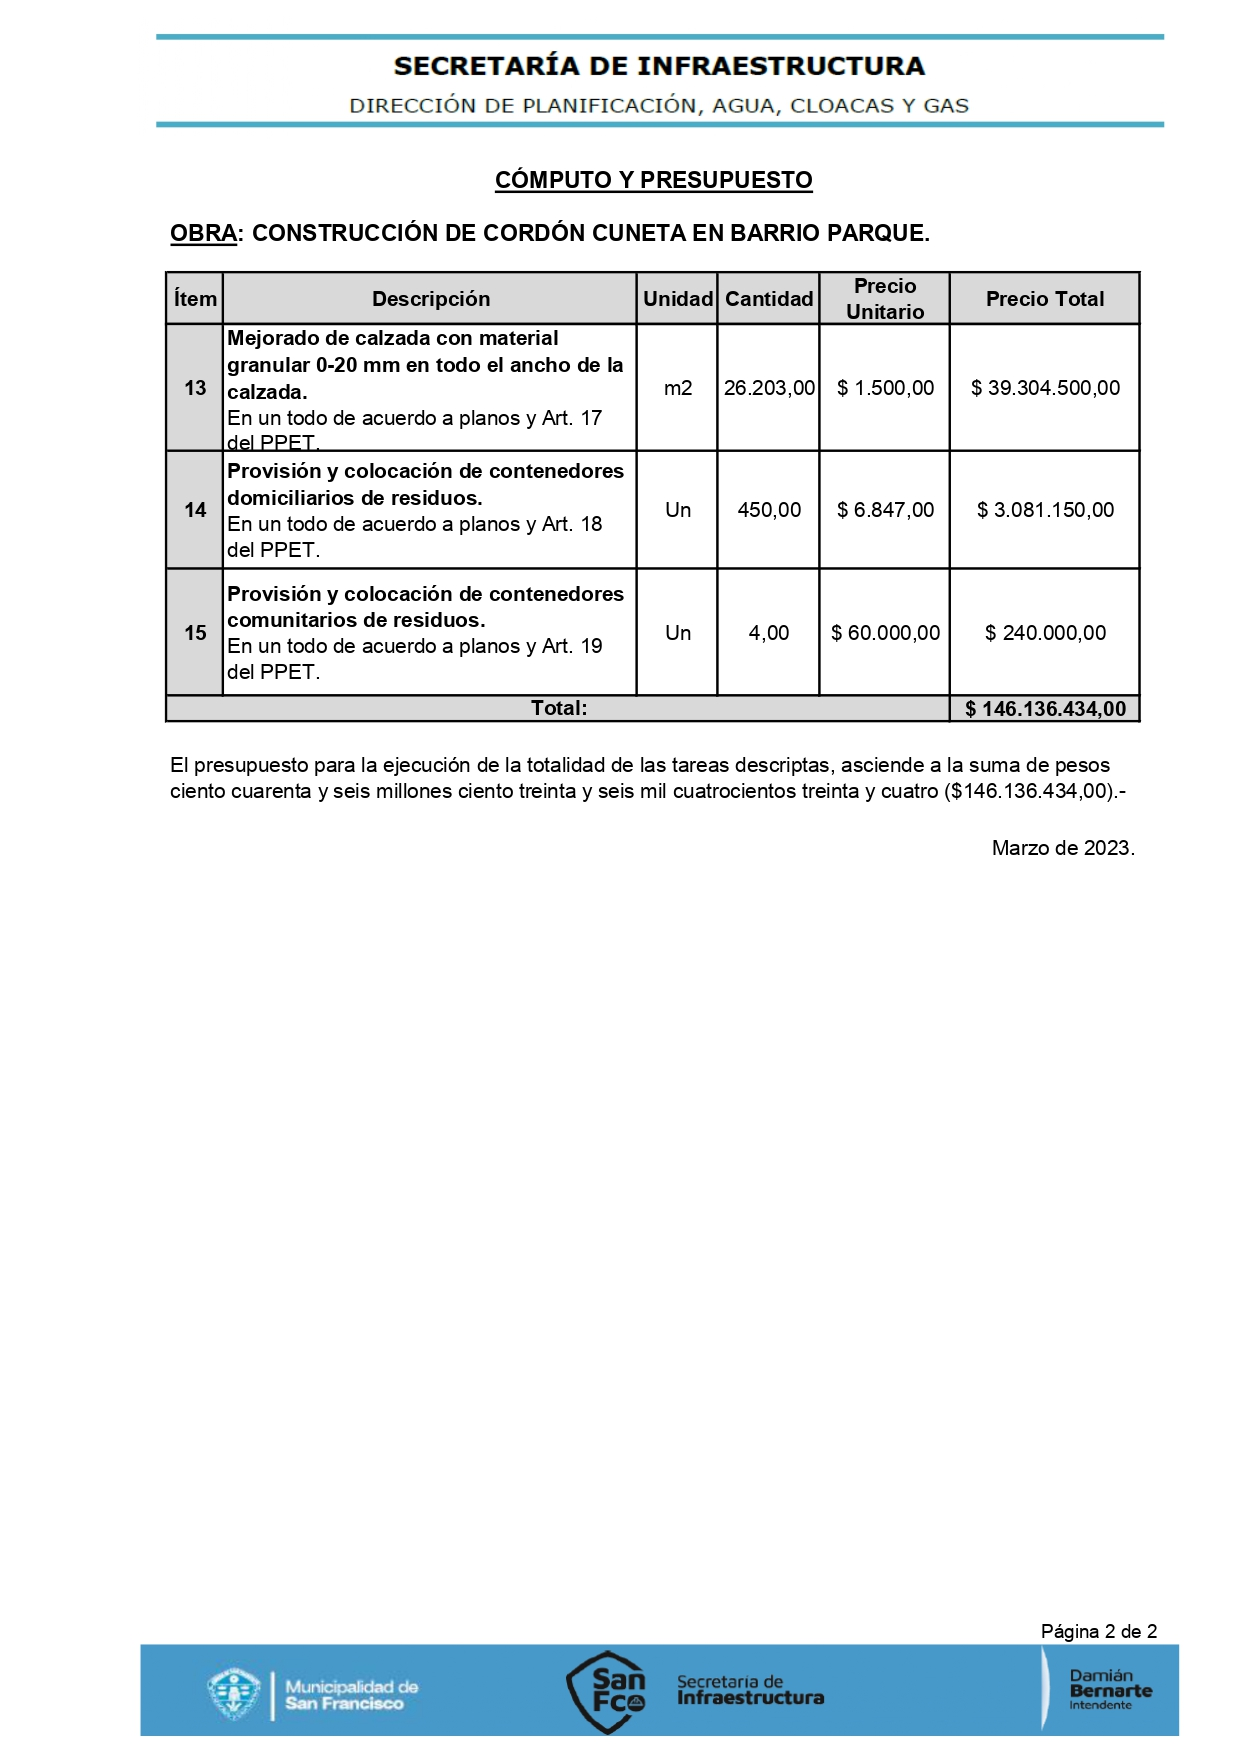 SECRETARÍA DE INFRAESTRUCTURA
DIRECCIÓN DE PLANIFICACIÓN, AGUA, CLOACAS Y GAS
CÓMPUTO Y PRESUPUESTO
OBRA: CONSTRUCCIÓN DE CORDÓN CUNETA EN BARRIO PARQUE.
Ítem Descripción Unidad Cantidad Precio Unitario Precio Total
13
Mejorado de calzada con material
granular 0-20 mm en todo el ancho de la
calzada.
En un todo de acuerdo a planos y Art. 17
del PPET.
m2 26.203,00 $ 1.500,00 $ 39.304.500,00
14
Provisión y colocación de contenedores
domiciliarios de residuos.
En un todo de acuerdo a planos y Art. 18
del PPET.
Un 450,00 $ 6.847,00 $ 3.081.150,00
15
Provisión y colocación de contenedores
comunitarios de residuos.
En un todo de acuerdo a planos y Art. 19
del PPET.
Un 4,00 $ 60.000,00 $ 240.000,00
Total: $ 146.136.434,00
El presupuesto para la ejecución de la totalidad de las tareas descriptas, asciende a la suma de pesos
ciento cuarenta y seis millones ciento treinta y seis mil cuatrocientos treinta y cuatro ($146.136.434,00).-
Marzo de 2023.
Página 2 de 2
Municipalidad de
San Francisco
San
Fco
Secretaría de
Infraestructura
Damián
Bernarte
Intendente